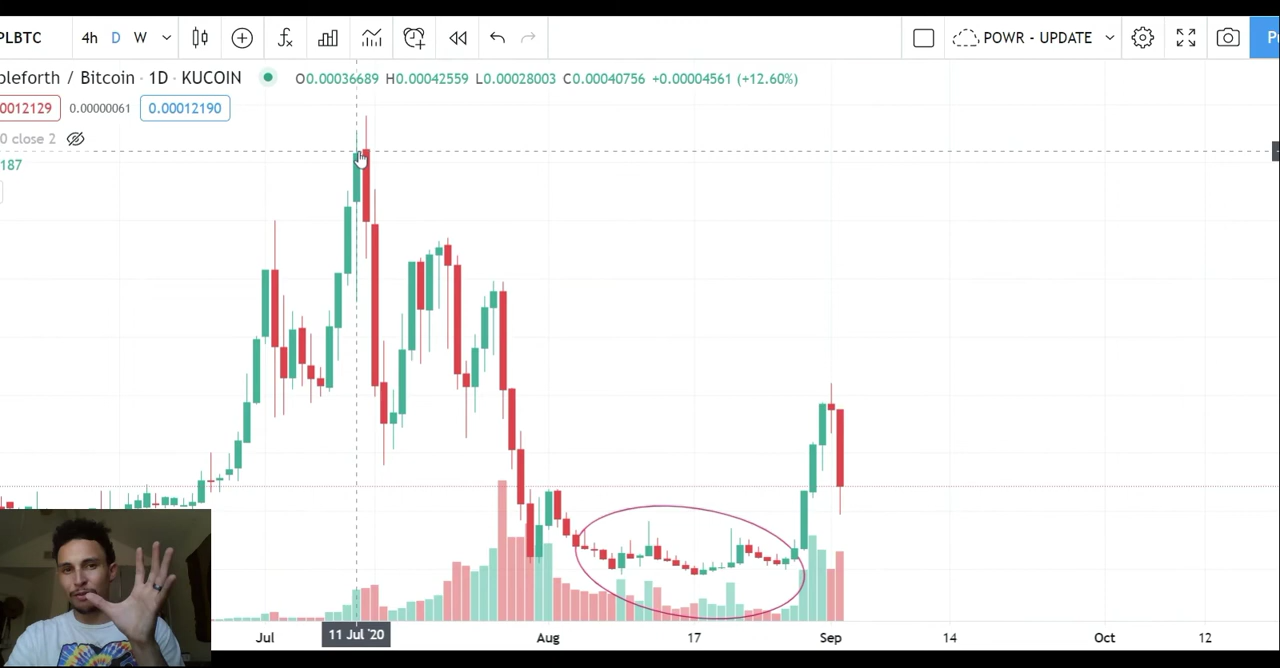 PLBTC 4h D W POWR - UPDATE P
pleforth / Bitcoin · 1D · KUCOIN O0.00036689 H0.00042559 L0.00028003 C0.00040756 +0.00004561 (+12.60%)
0012129 0.00000061 0.00012190
0 close 2
187
Jul 11 Jul '20 Aug 17 Sep 14 Oct 12